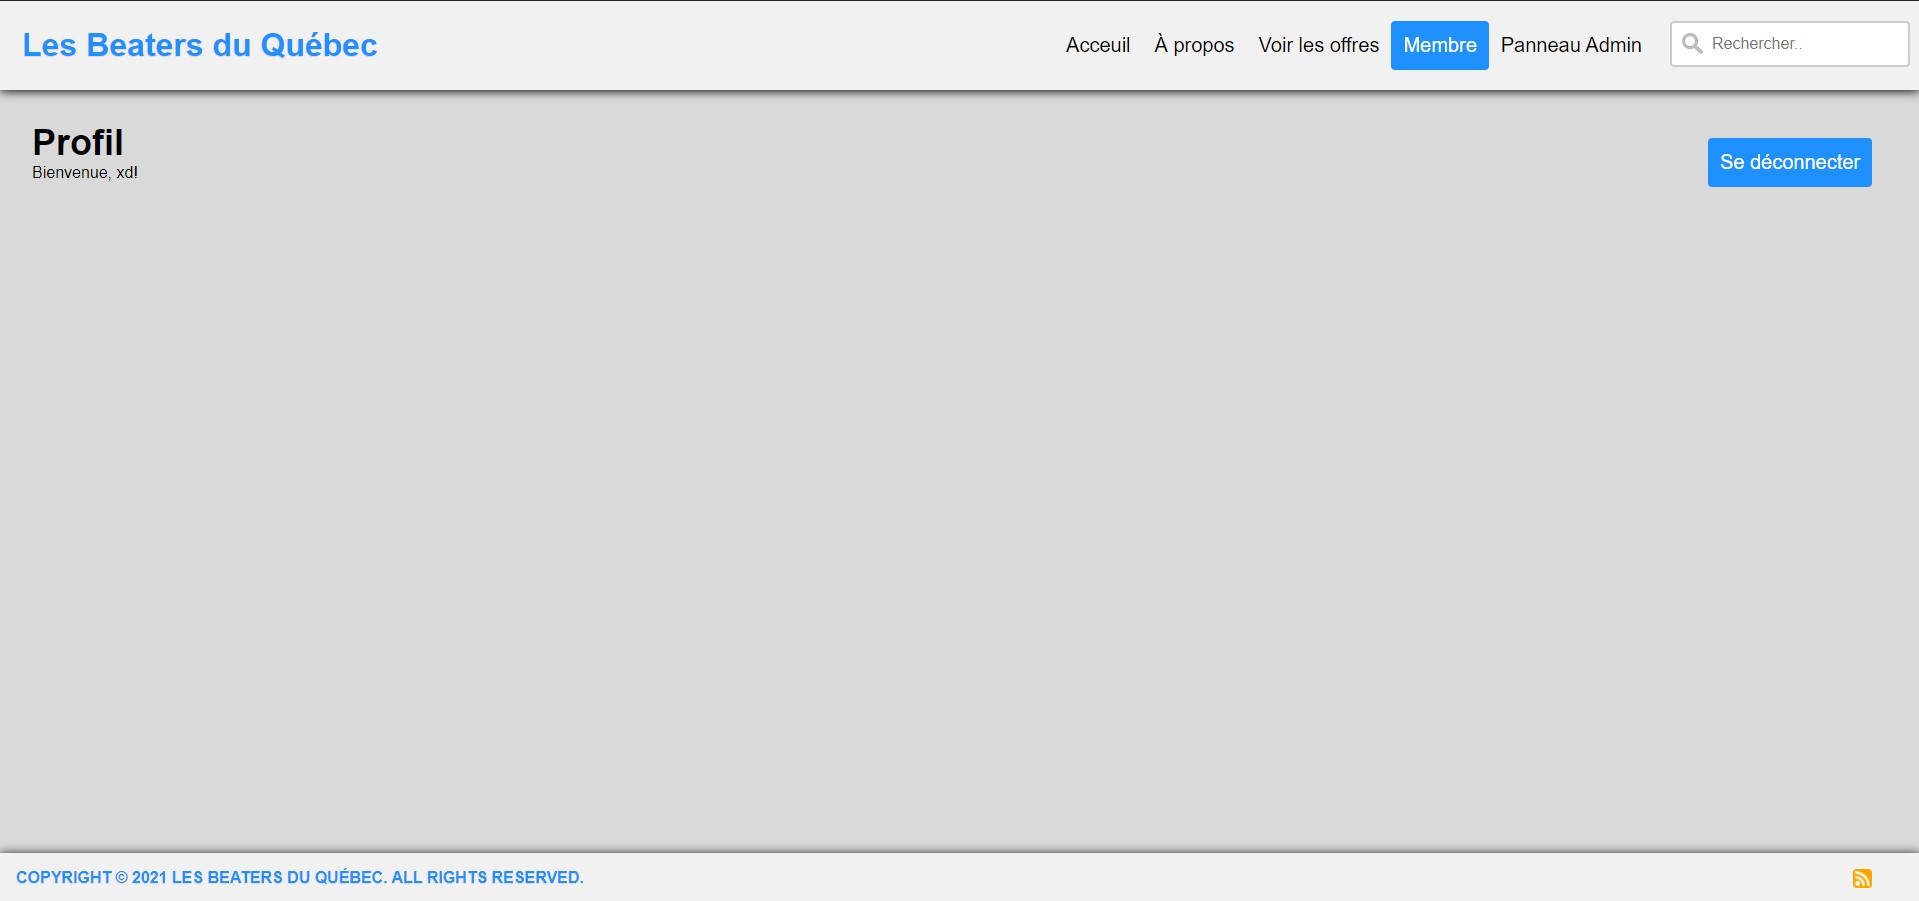 Les Beaters du Québec
Acceuil À propos Voir les offres Membre Panneau Admin Rechercher..
Profil
Bienvenue, xd!
Se déconnecter
COPYRIGHT © 2021 LES BEATERS DU QUÉBEC. ALL RIGHTS RESERVED.